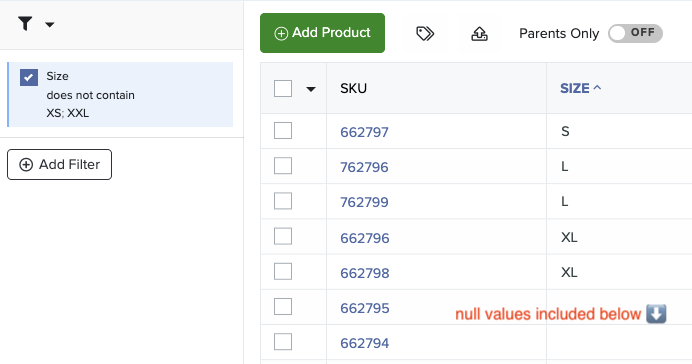 Add Product
Parents Only OFF
Size
does not contain
XS; XXL
Add Filter
SKU SIZE
662797 S
762796 L
762799 L
662796 XL
662798 XL
662795 null values included below
662794